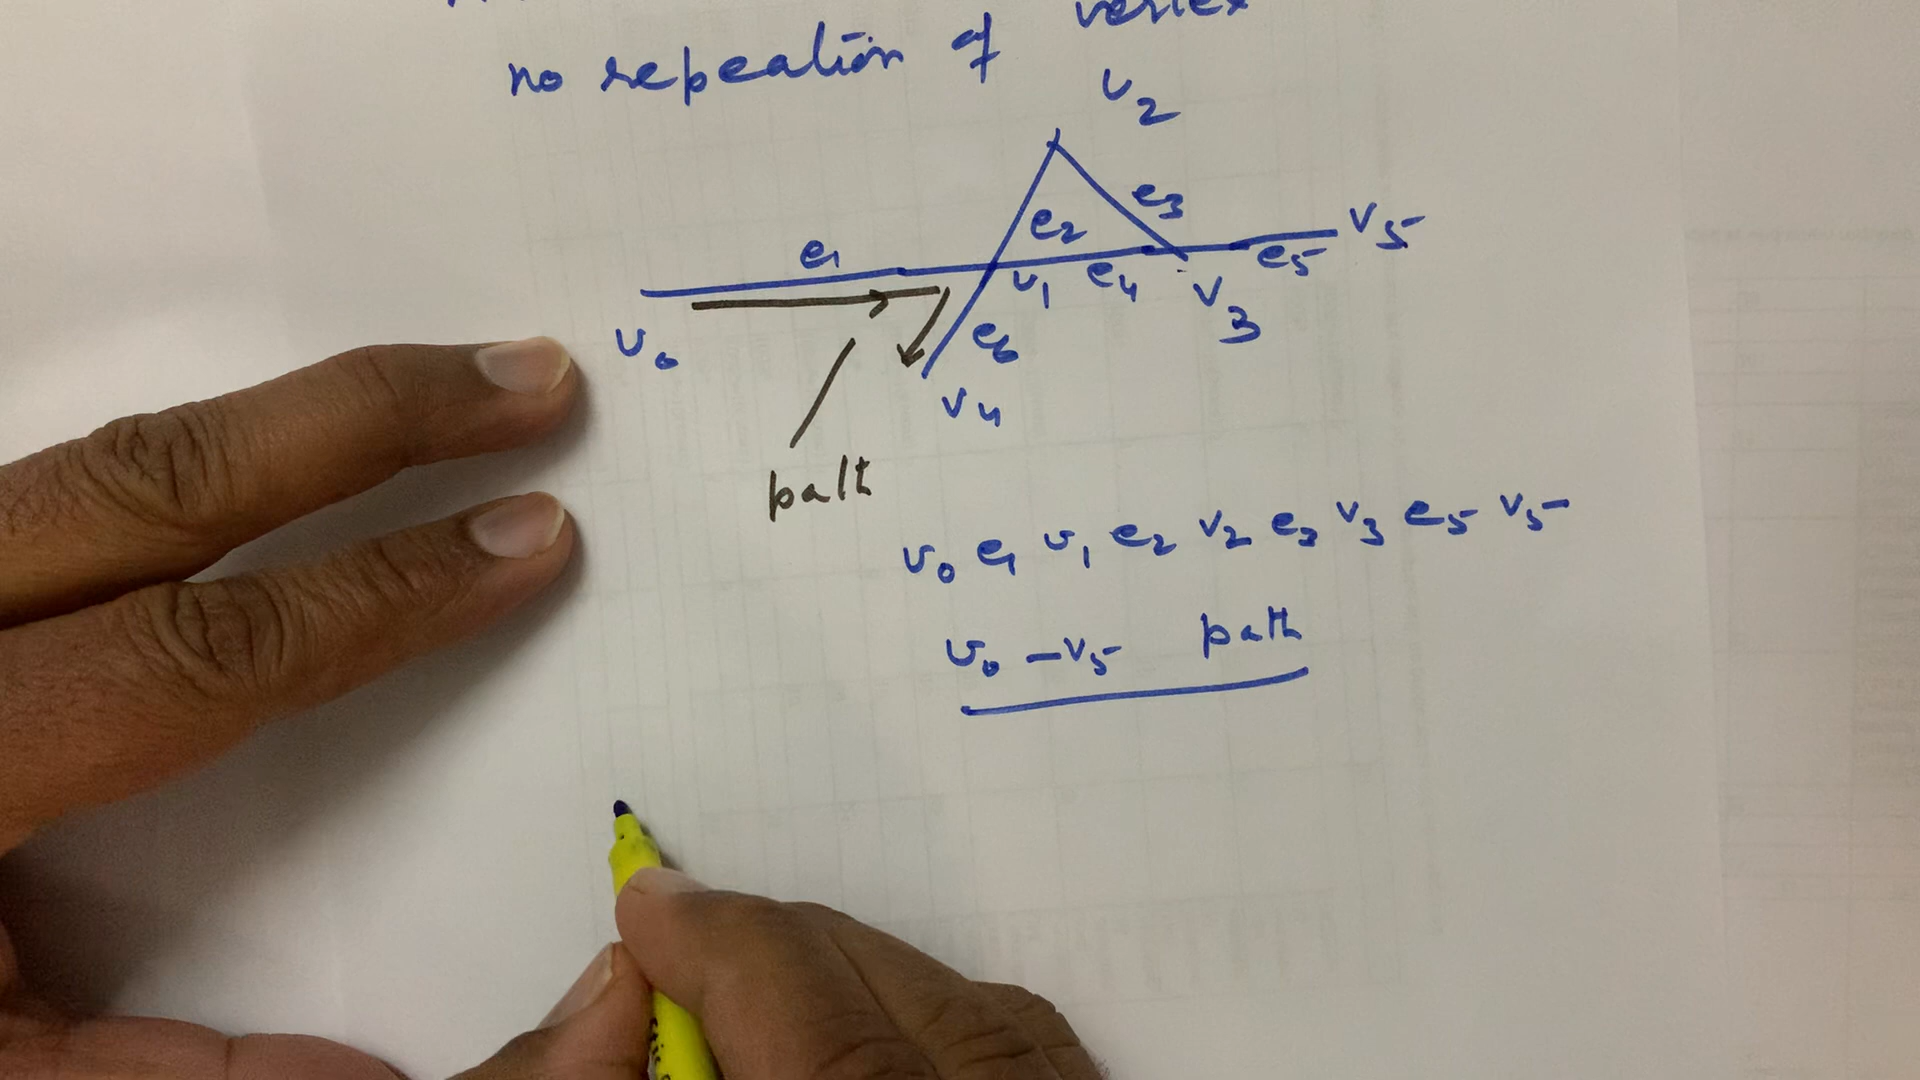 no repeation of vertex
v2
e1 e2 e3 v5
v0 v1 e4 v3 e5
e6
v4
path
v0 e1 v1 e2 v2 e3 v3 e5 v5
v0 - v5 path